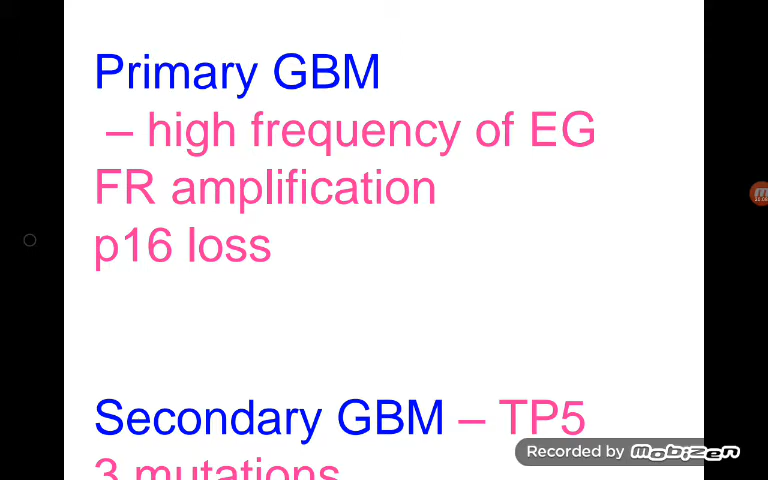 Primary GBM
– high frequency of EG
FR amplification
p16 loss
Secondary GBM – TP5
3 mutations
Recorded by mobizen